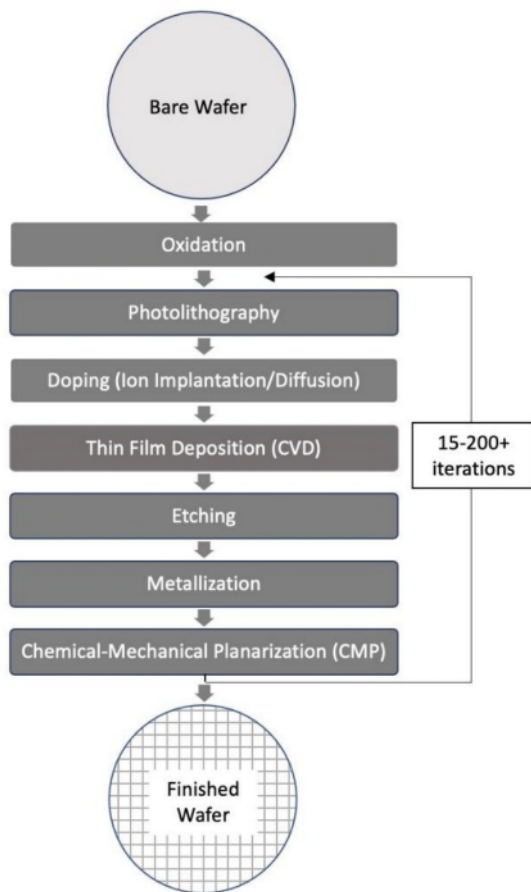 Bare Wafer
Oxidation
Photolithography
Doping (Ion Implantation/Diffusion)
Thin Film Deposition (CVD)
15-200+
iterations
Etching
Metallization
Chemical-Mechanical Planarization (CMP)
Finished
Wafer